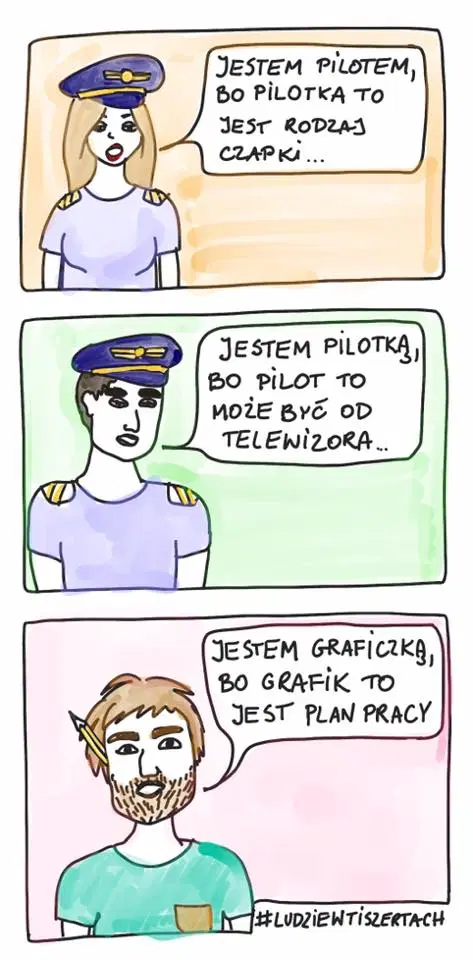 JESTEM PILOTEM,
BO PILOTKA TO
JEST RODZAJ
CZAPKI...
JESTEM PILOTKĄ,
BO PILOT TO
MOŻE BYĆ OD
TELEWIZORA...
JESTEM GRAFICZKĄ,
BO GRAFIK TO
JEST PLAN PRACY
#LUDZIEWTISZERTACH